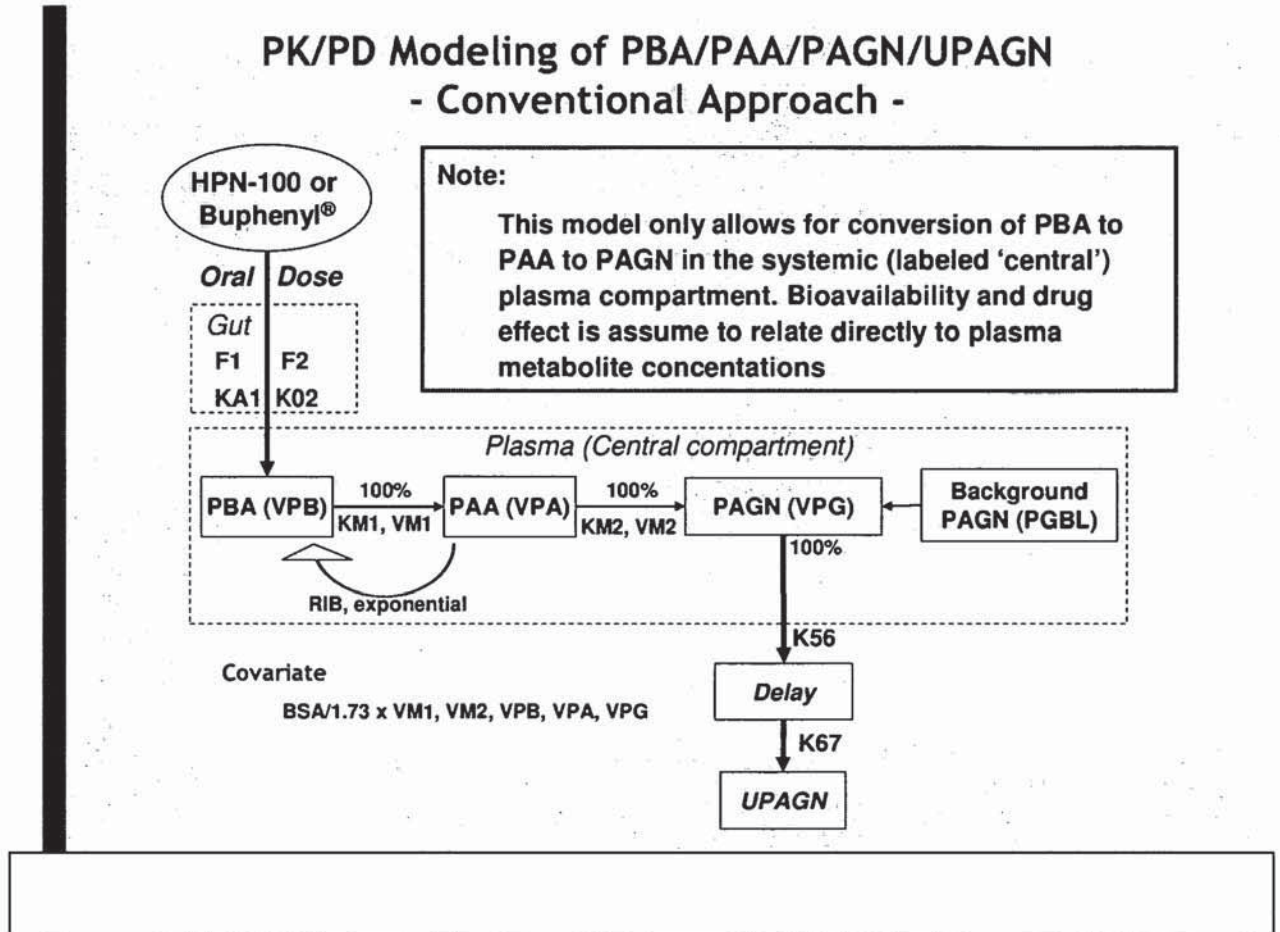 PK/PD Modeling of PBA/PAA/PAGN/UPAGN
- Conventional Approach -
HPN-100 or
Buphenyl®
Note:
This model only allows for conversion of PBA to
PAA to PAGN in the systemic (labeled 'central')
plasma compartment. Bioavailability and drug
effect is assume to relate directly to plasma
metabolite concentations
Oral Dose
Gut
F1 F2
KA1 K02
Plasma (Central compartment)
PBA (VPB)
100%
KM1, VM1
PAA (VPA)
100%
KM2, VM2
PAGN (VPG)
Background
PAGN (PGBL)
100%
RIB, exponential
K56
Covariate
BSA/1.73 x VM1, VM2, VPB, VPA, VPG
Delay
K67
UPAGN